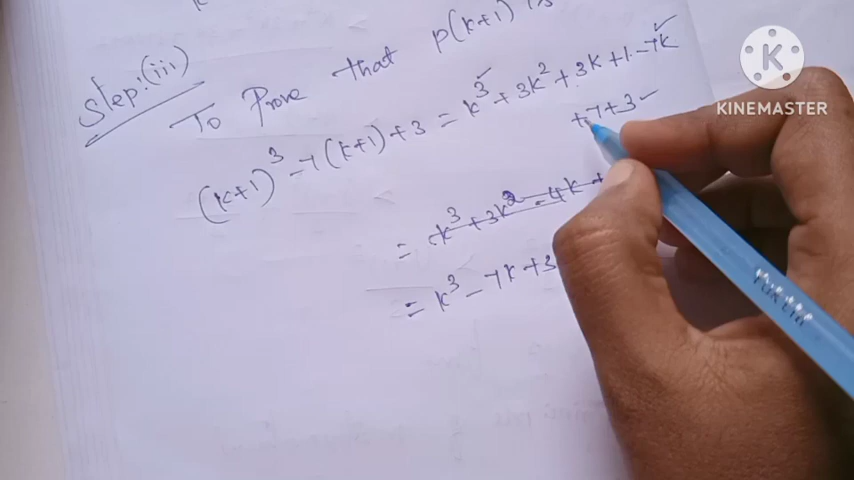 Step:(iii)
To Prove that P(k+1) is
(k+1)³ - 7(k+1) + 3 = k³ + 3k² + 3k + 1 - 7k
+7+3
= k³ + 3k² - 4k +
= k³ - 7k + 3
K
KINEMASTER